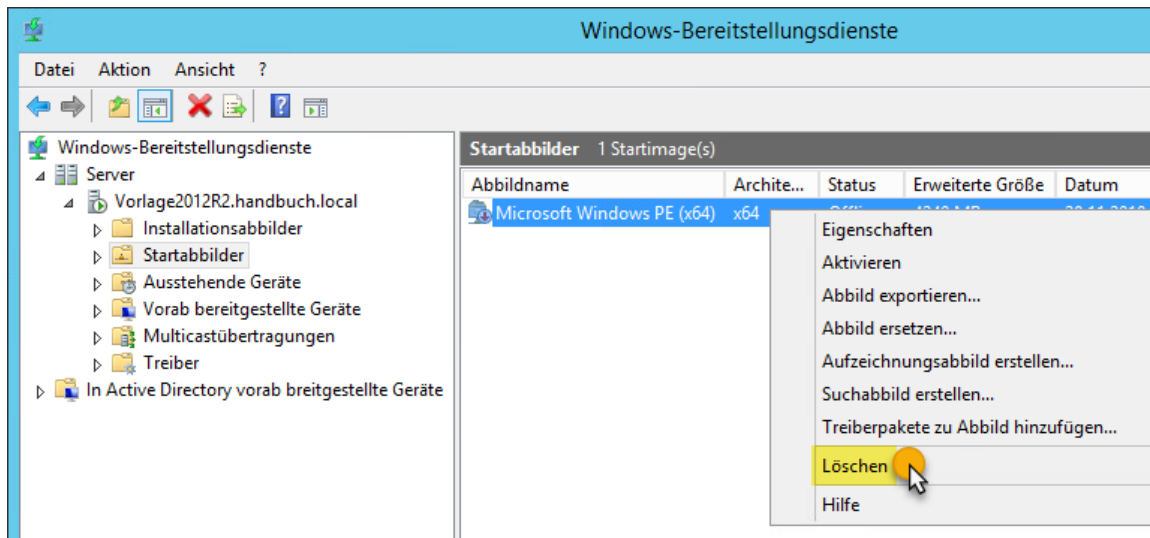 Windows-Bereitstellungsdienste
Datei Aktion Ansicht ?
Windows-Bereitstellungsdienste
Server
Vorlage2012R2.handbuch.local
Installationsabbilder
Startabbilder
Ausstehende Geräte
Vorab bereitgestellte Geräte
Multicastübertragungen
Treiber
In Active Directory vorab breitgestellte Geräte
Startabbilder 1 Startimage(s)
Abbildname Archite... Status Erweiterte Größe Datum
Microsoft Windows PE (x64) x64
Eigenschaften
Aktivieren
Abbild exportieren...
Abbild ersetzen...
Aufzeichnungsabbild erstellen...
Suchabbild erstellen...
Treiberpakete zu Abbild hinzufügen...
Löschen
Hilfe